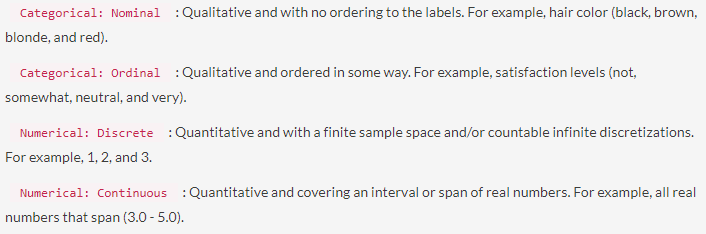 Categorical: Nominal : Qualitative and with no ordering to the labels. For example, hair color (black, brown,
blonde, and red).
Categorical: Ordinal : Qualitative and ordered in some way. For example, satisfaction levels (not,
somewhat, neutral, and very).
Numerical: Discrete : Quantitative and with a finite sample space and/or countable infinite discretizations.
For example, 1, 2, and 3.
Numerical: Continuous : Quantitative and covering an interval or span of real numbers. For example, all real
numbers that span (3.0 - 5.0).